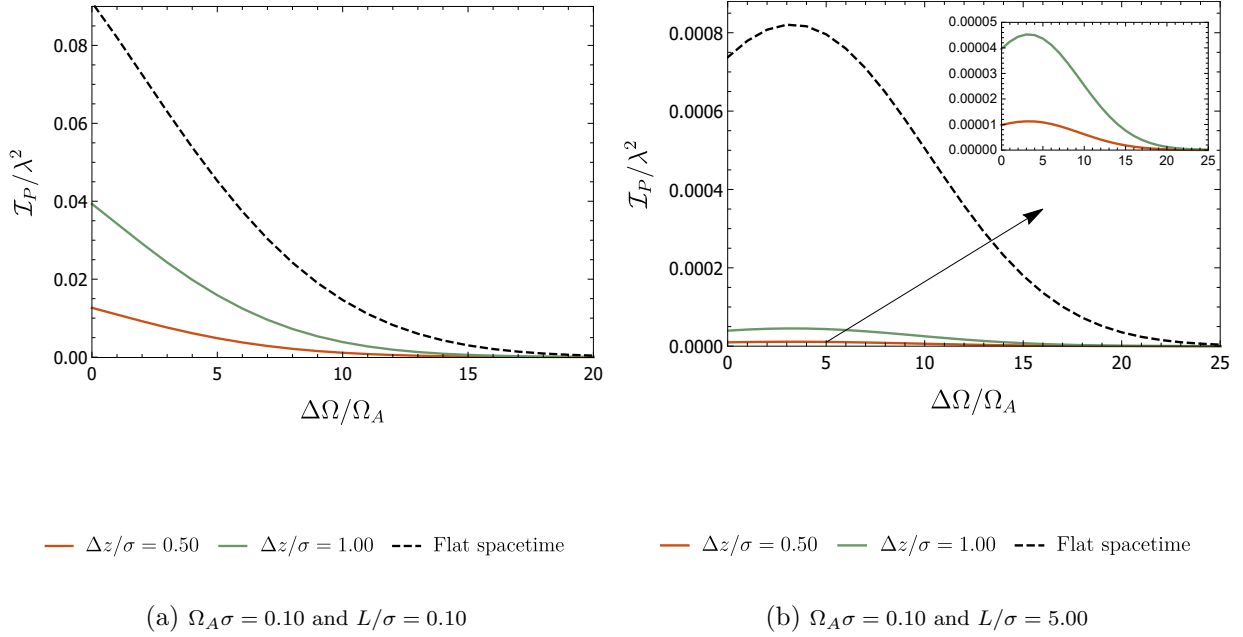 0.08
0.06
0.04
0.02
0.00
0 5 10 15 20
ℐ_P/λ²
ΔΩ/Ω_A
Δz/σ = 0.50 Δz/σ = 1.00 Flat spacetime
(a) Ω_Aσ = 0.10 and L/σ = 0.10
0.0008
0.0006
0.0004
0.0002
0.0000
0 5 10 15 20 25
ℐ_P/λ²
ΔΩ/Ω_A
0.00005
0.00004
0.00003
0.00002
0.00001
0.00000
0 5 10 15 20 25
Δz/σ = 0.50 Δz/σ = 1.00 Flat spacetime
(b) Ω_Aσ = 0.10 and L/σ = 5.00